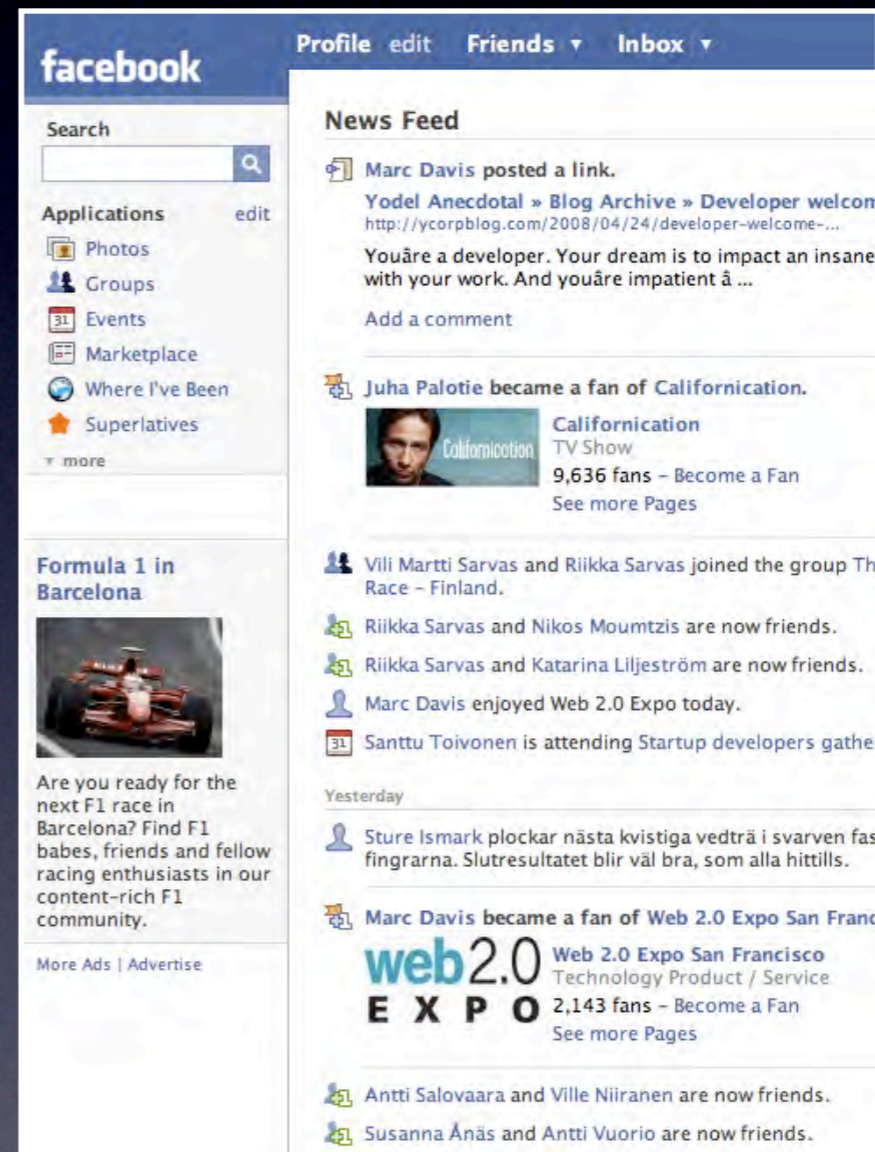 facebook
Profile edit Friends Inbox
Search
Applications edit
Photos
Groups
31 Events
Marketplace
Where I've Been
Superlatives
more
Formula 1 in
Barcelona
Are you ready for the
next F1 race in
Barcelona? Find F1
babes, friends and fellow
racing enthusiasts in our
content-rich F1
community.
More Ads | Advertise
News Feed
Marc Davis posted a link.
Yodel Anecdotal » Blog Archive » Developer welcom
http://ycorpblog.com/2008/04/24/developer-welcome-...
Youâre a developer. Your dream is to impact an insane
with your work. And youâre impatient â ...
Add a comment
Juha Palotie became a fan of Californication.
Californication
Californication
TV Show
9,636 fans – Become a Fan
See more Pages
Vili Martti Sarvas and Riikka Sarvas joined the group Th
Race – Finland.
Riikka Sarvas and Nikos Moumtzis are now friends.
Riikka Sarvas and Katarina Liljeström are now friends.
Marc Davis enjoyed Web 2.0 Expo today.
31 Santtu Toivonen is attending Startup developers gathe
Yesterday
Sture Ismark plockar nästa kvistiga vedträ i svarven fas
fingrarna. Slutresultatet blir väl bra, som alla hittills.
Marc Davis became a fan of Web 2.0 Expo San Franc
web2.0
EXPO
Web 2.0 Expo San Francisco
Technology Product / Service
2,143 fans – Become a Fan
See more Pages
Antti Salovaara and Ville Niiranen are now friends.
Susanna Ånäs and Antti Vuorio are now friends.